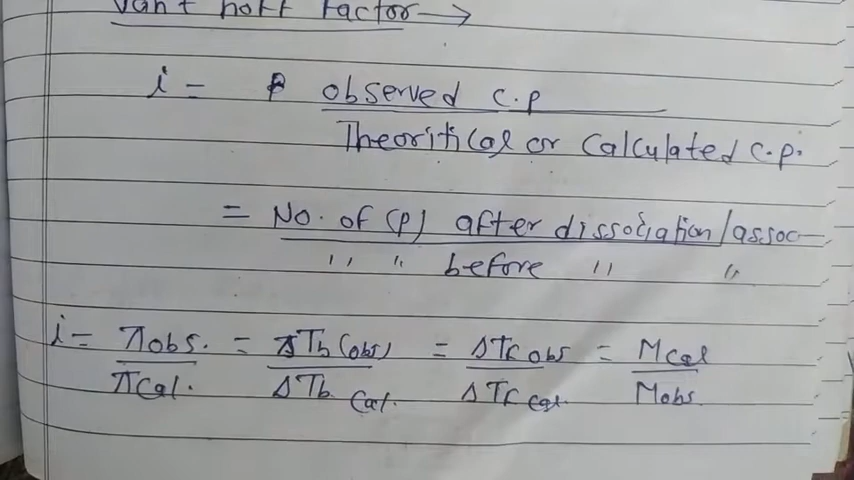 Van't hoff factor →
i = observed c.p
Theoritical or Calculated c.p.
= No. of (p) after dissociation/assoc—
" " before " "
i = πobs. = ΔTb(obs) = ΔTf obs = Mcal
πcal. ΔTb cal. ΔTf cal. Mobs.